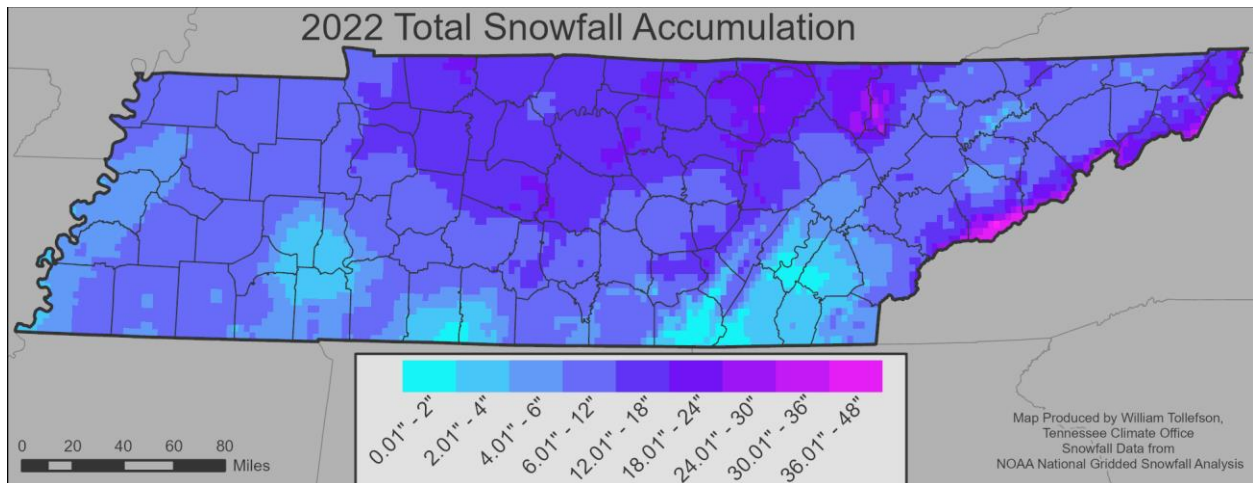 2022 Total Snowfall Accumulation
0.01" - 2"
2.01" - 4"
4.01" - 6"
6.01" - 12"
12.01" - 18"
18.01" - 24"
24.01" - 30"
30.01" - 36"
36.01" - 48"
0 20 40 60 80
Miles
Map Produced by William Tollefson,
Tennessee Climate Office
Snowfall Data from
NOAA National Gridded Snowfall Analysis